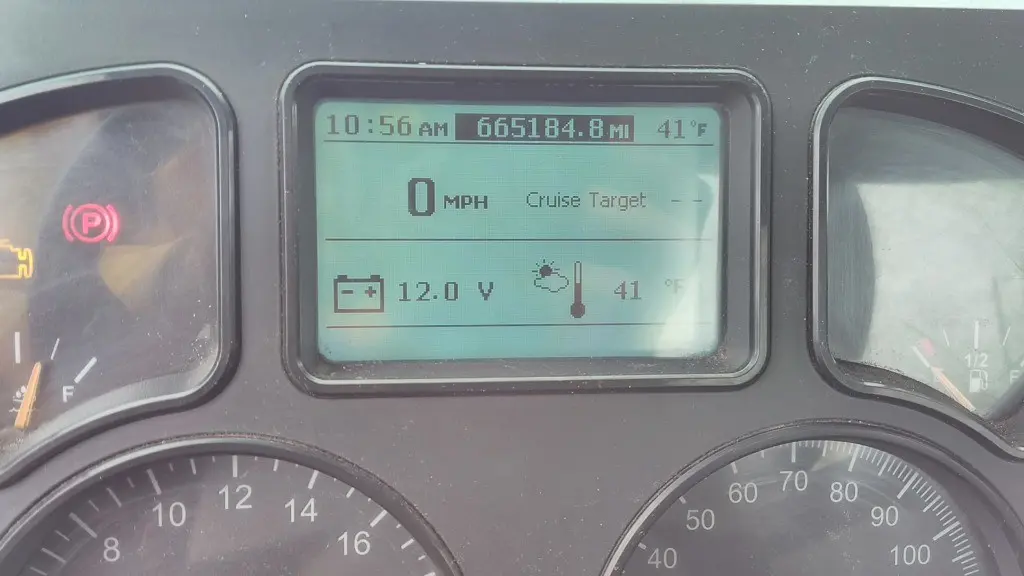 10:56 AM 665184.8 MI 41°F
0 MPH Cruise Target --
12.0 V 41 °F
P
F
1/2
F
8 10 12 14 16
40 50 60 70 80 90 100